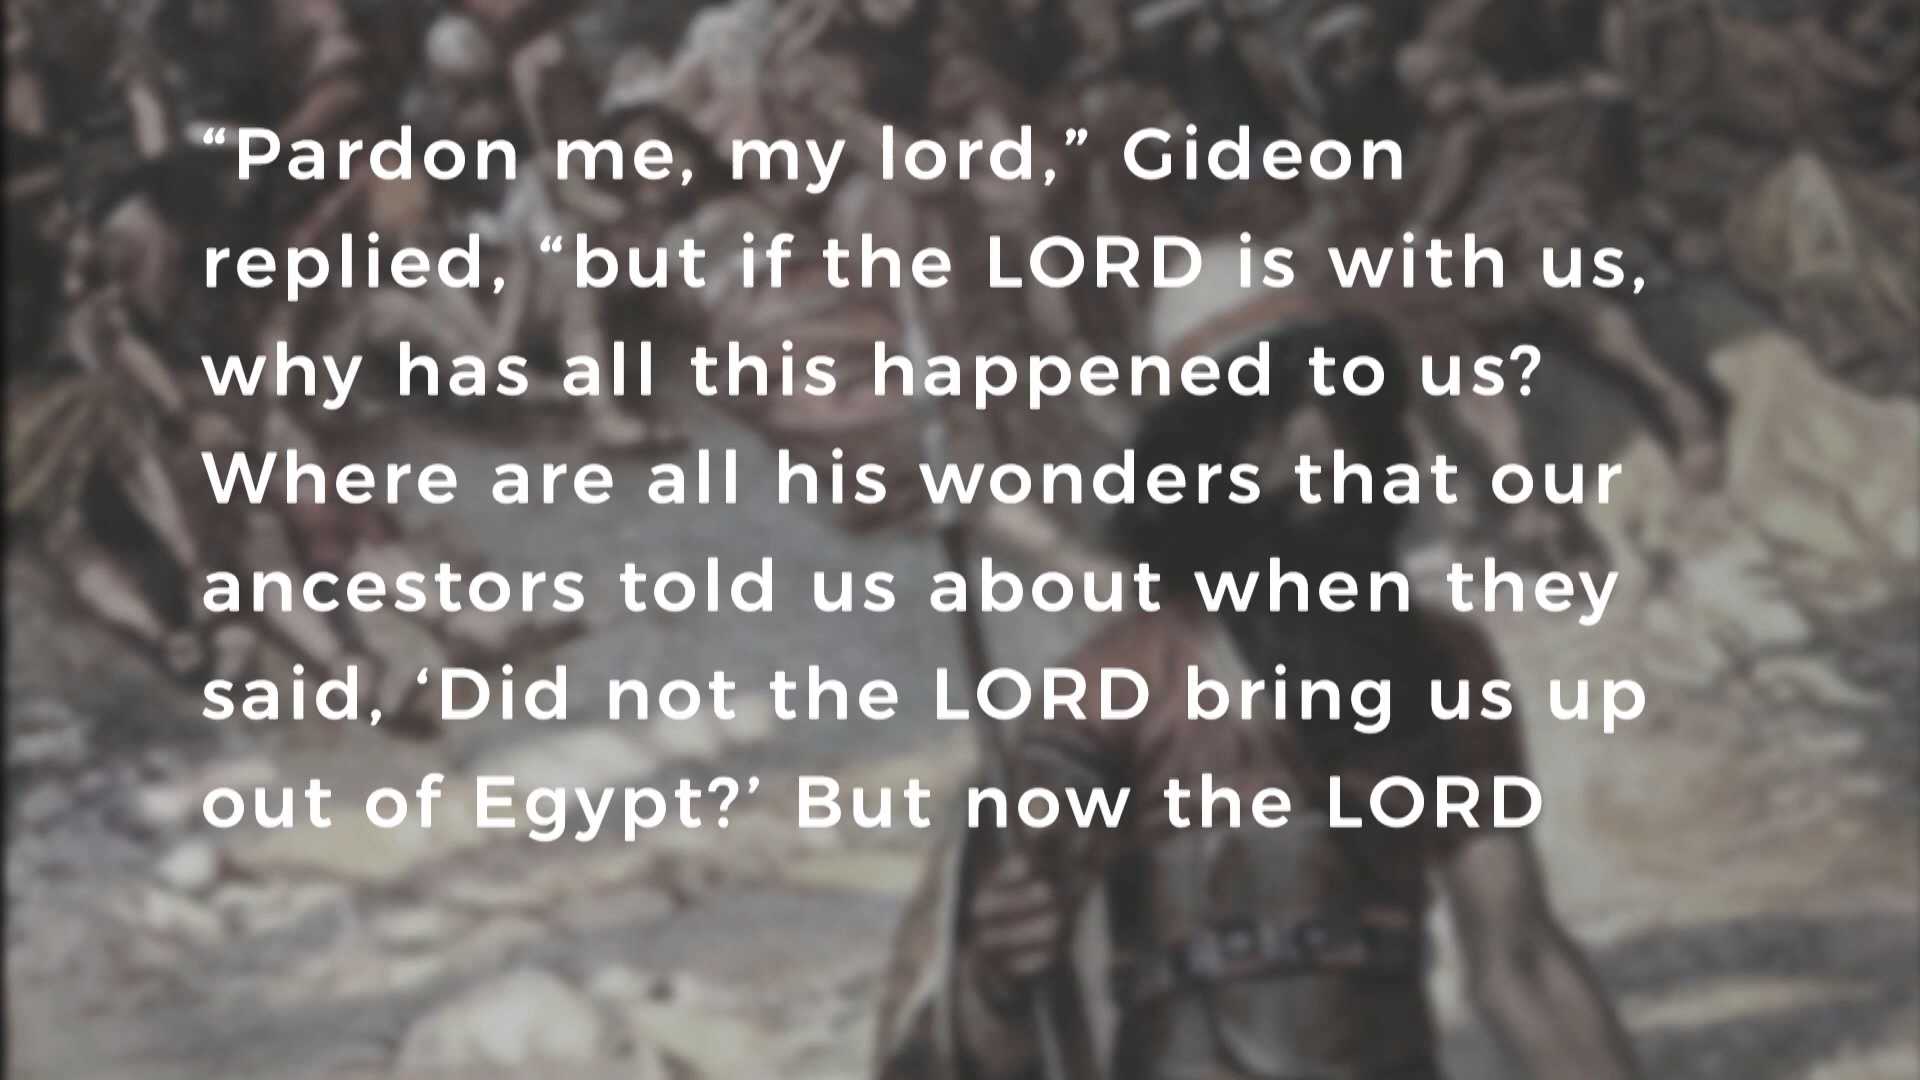 “Pardon me, my lord,” Gideon
replied, “but if the LORD is with us,
why has all this happened to us?
Where are all his wonders that our
ancestors told us about when they
said, ‘Did not the LORD bring us up
out of Egypt?’ But now the LORD